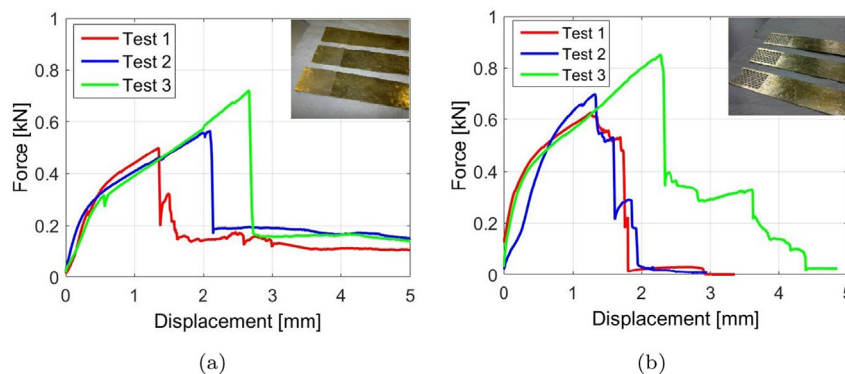 Test 1
Test 2
Test 3
1
0.8
0.6
0.4
0.2
0
Force [kN]
0 1 2 3 4 5
Displacement [mm]
(a)
Test 1
Test 2
Test 3
1
0.8
0.6
0.4
0.2
0
Force [kN]
0 1 2 3 4 5
Displacement [mm]
(b)